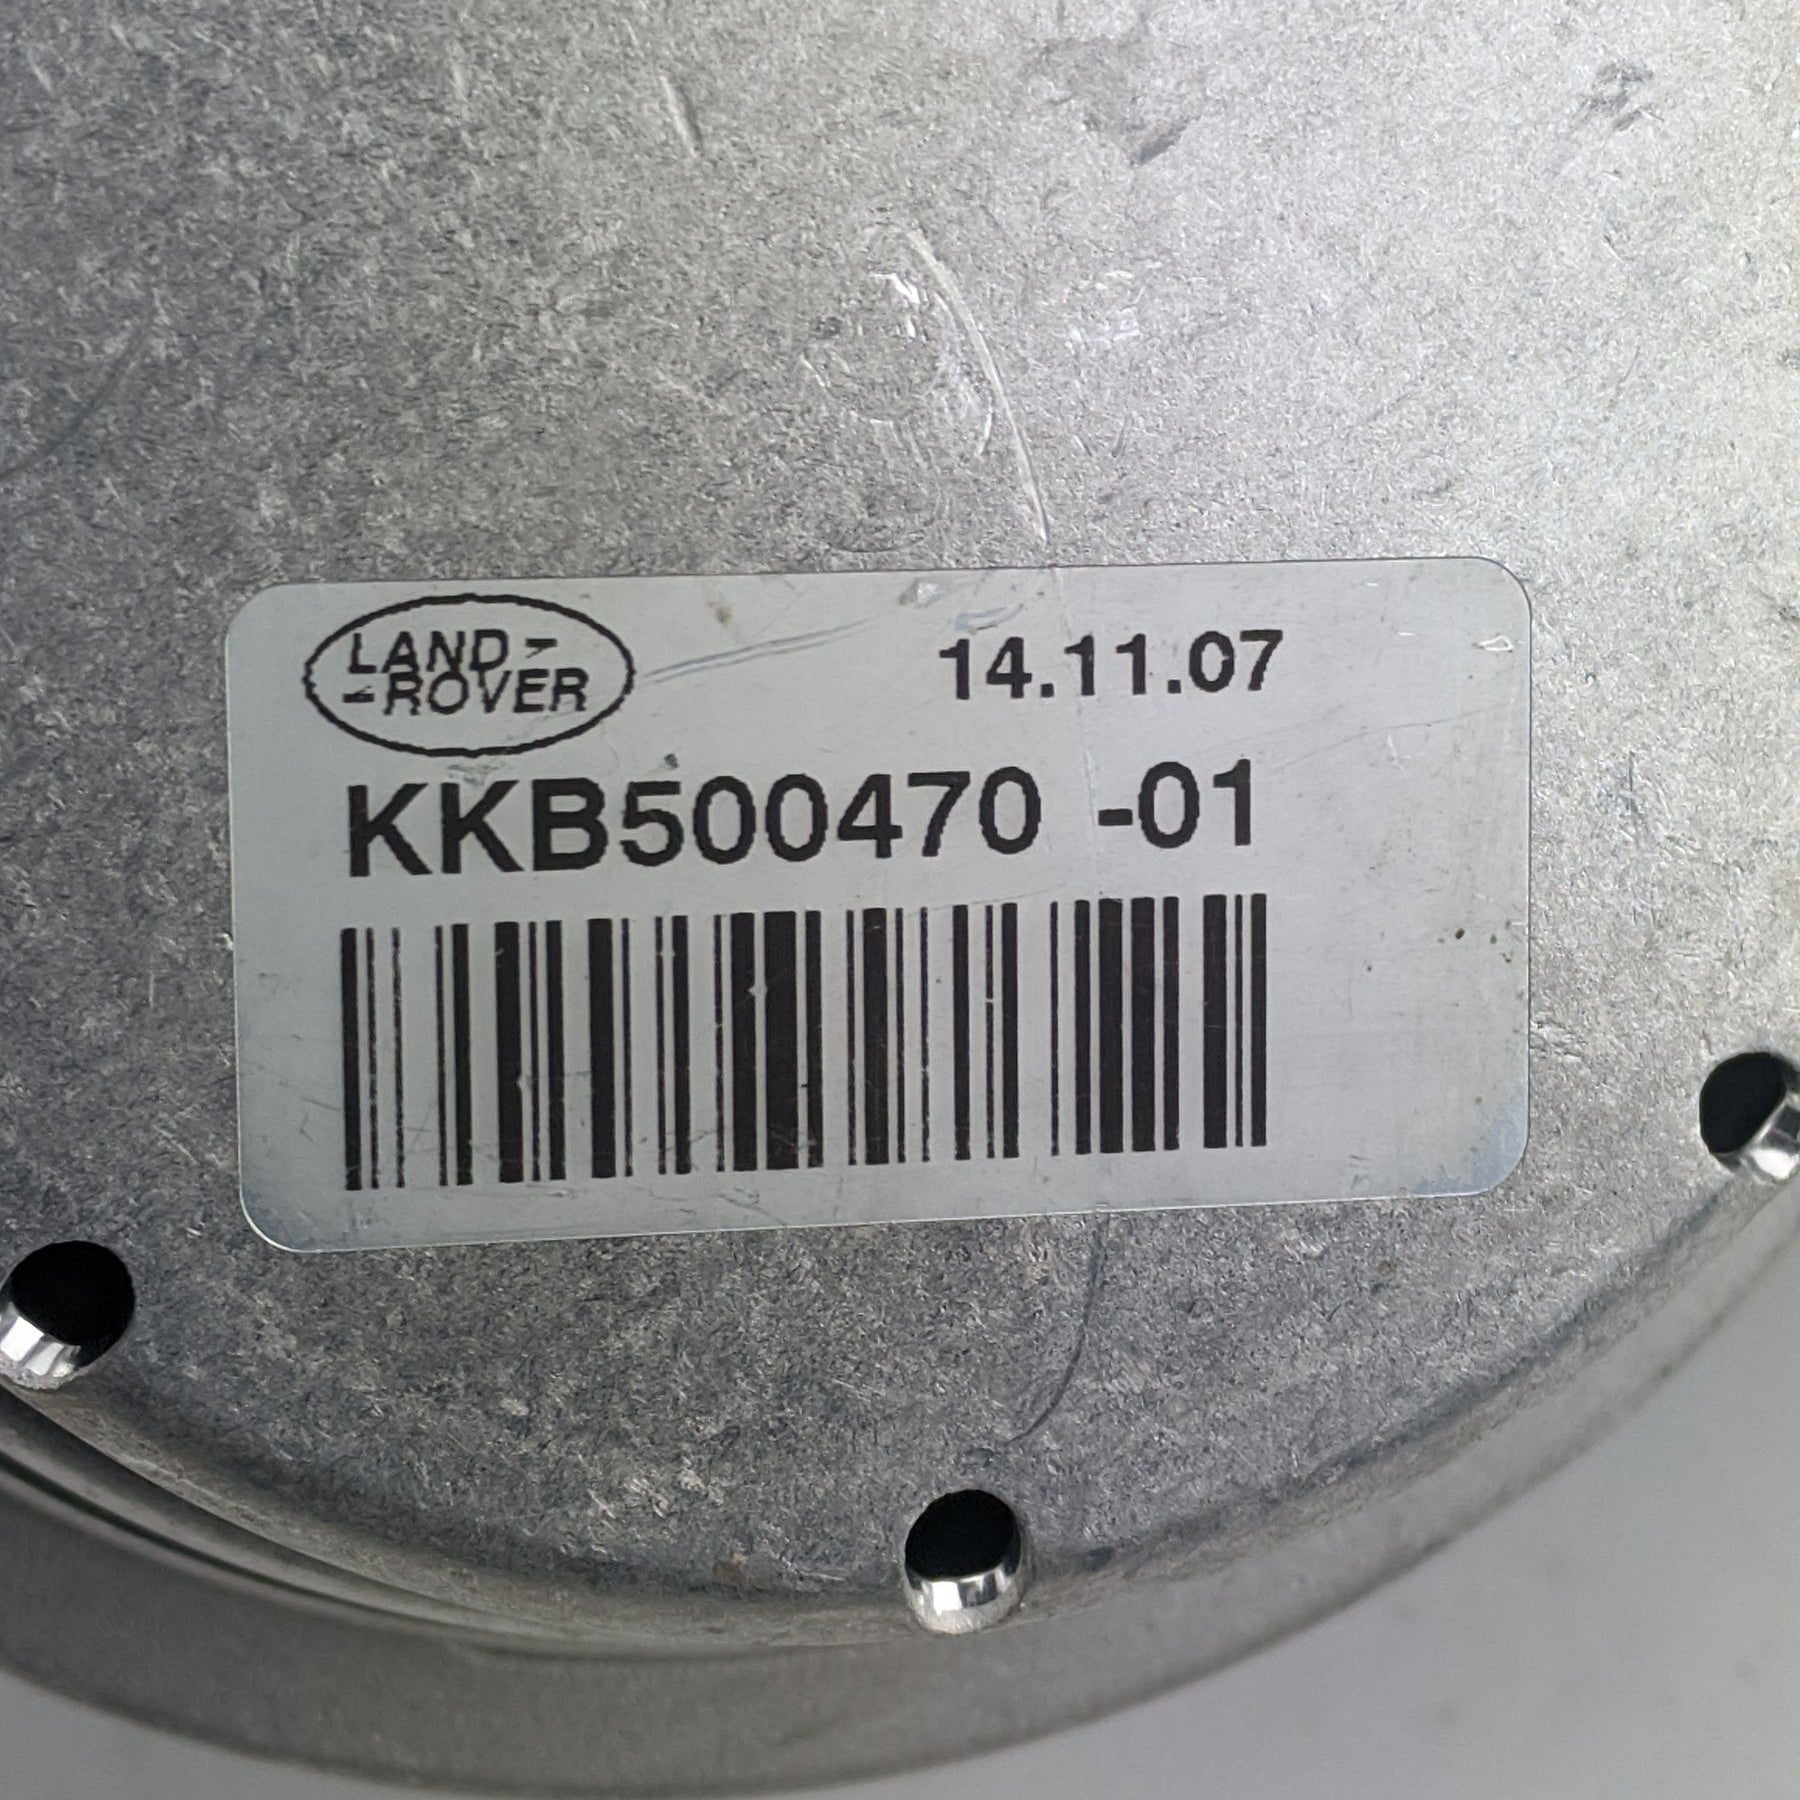 LAND-
-ROVER
14.11.07
KKB500470 -01